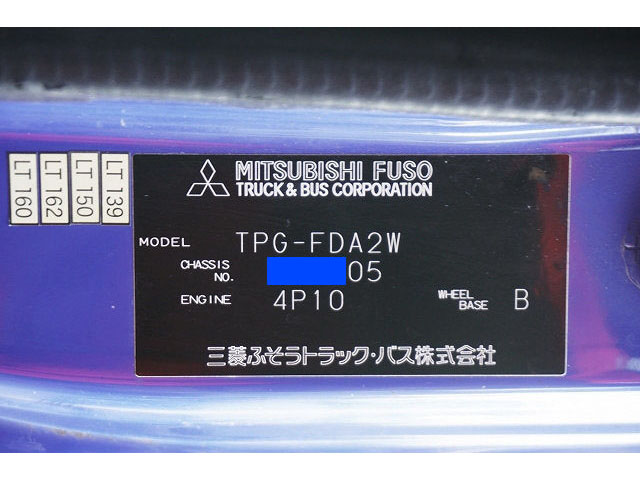 MITSUBISHI FUSO
TRUCK & BUS CORPORATION
LT 160
LT 162
LT 150
LT 139
MODEL TPG-FDA2W
CHASSIS NO. 05
ENGINE 4P10 WHEEL BASE B
三菱ふそうトラック・バス株式会社